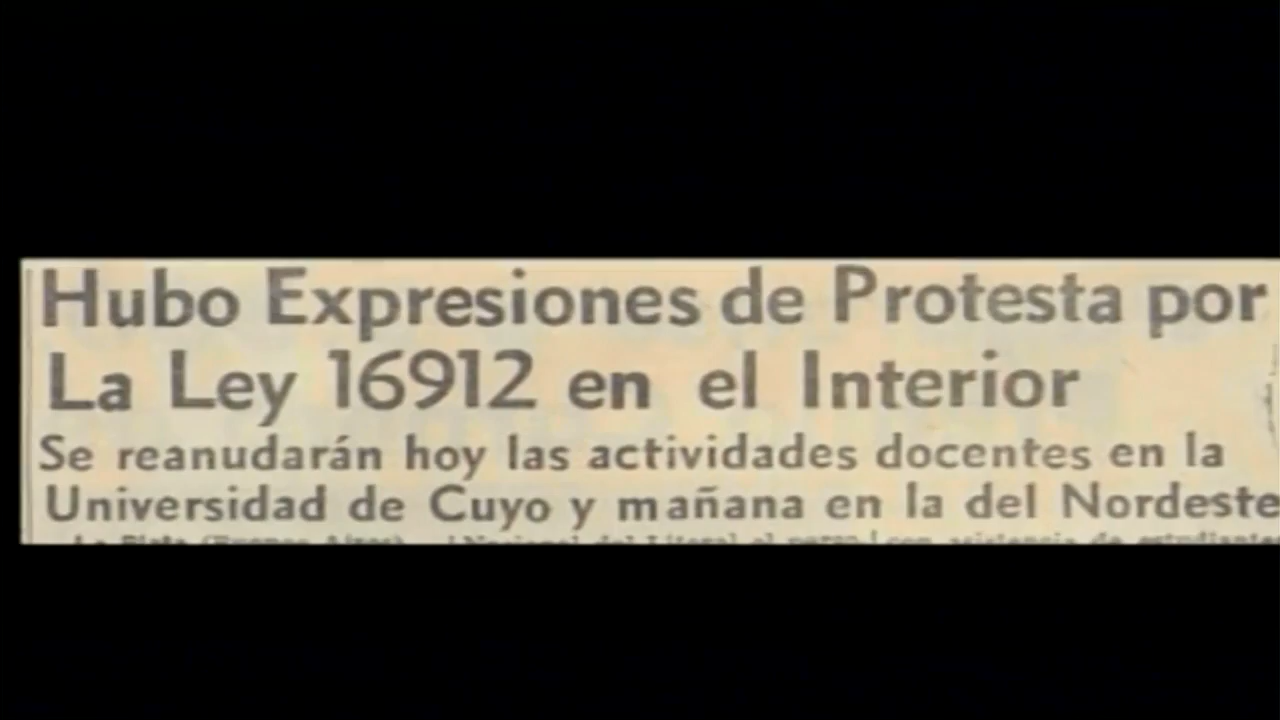 Hubo Expresiones de Protesta por
La Ley 16912 en el Interior
Se reanudarán hoy las actividades docentes en la
Universidad de Cuyo y mañana en la del Nordeste